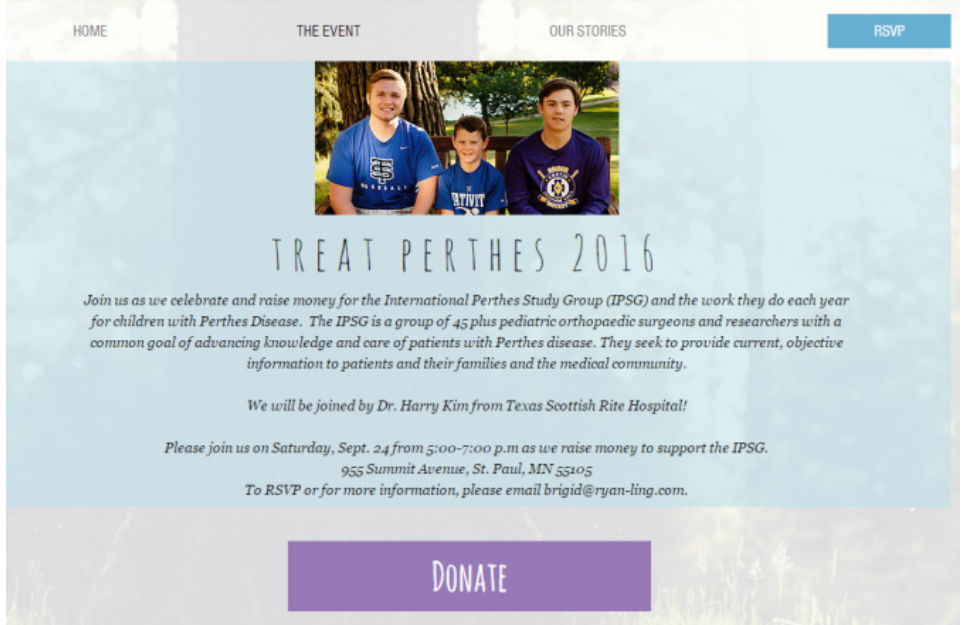 HOME THE EVENT OUR STORIES RSVP
BASEBALL
NATIVIT
HOCKEY
TREAT PERTHES 2016
Join us as we celebrate and raise money for the International Perthes Study Group (IPSG) and the work they do each year
for children with Perthes Disease. The IPSG is a group of 45 plus pediatric orthopaedic surgeons and researchers with a
common goal of advancing knowledge and care of patients with Perthes disease. They seek to provide current, objective
information to patients and their families and the medical community.
We will be joined by Dr. Harry Kim from Texas Scottish Rite Hospital!
Please join us on Saturday, Sept. 24 from 5:00-7:00 p.m as we raise money to support the IPSG.
955 Summit Avenue, St. Paul, MN 55105
To RSVP or for more information, please email brigid@ryan-ling.com.
DONATE